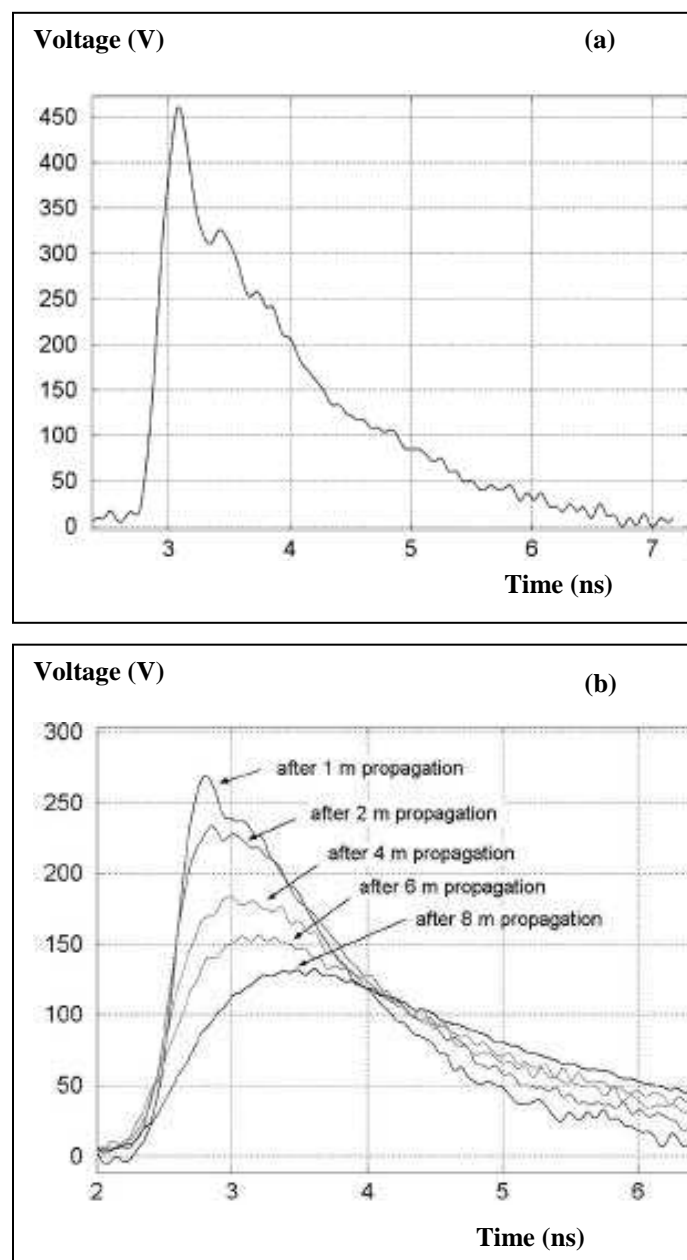 Voltage (V) (a)
450
400
350
300
250
200
150
100
50
0
3 4 5 6 7
Time (ns)
Voltage (V) (b)
300
after 1 m propagation
250
after 2 m propagation
200
after 4 m propagation
after 6 m propagation
150
after 8 m propagation
100
50
0
2 3 4 5 6
Time (ns)